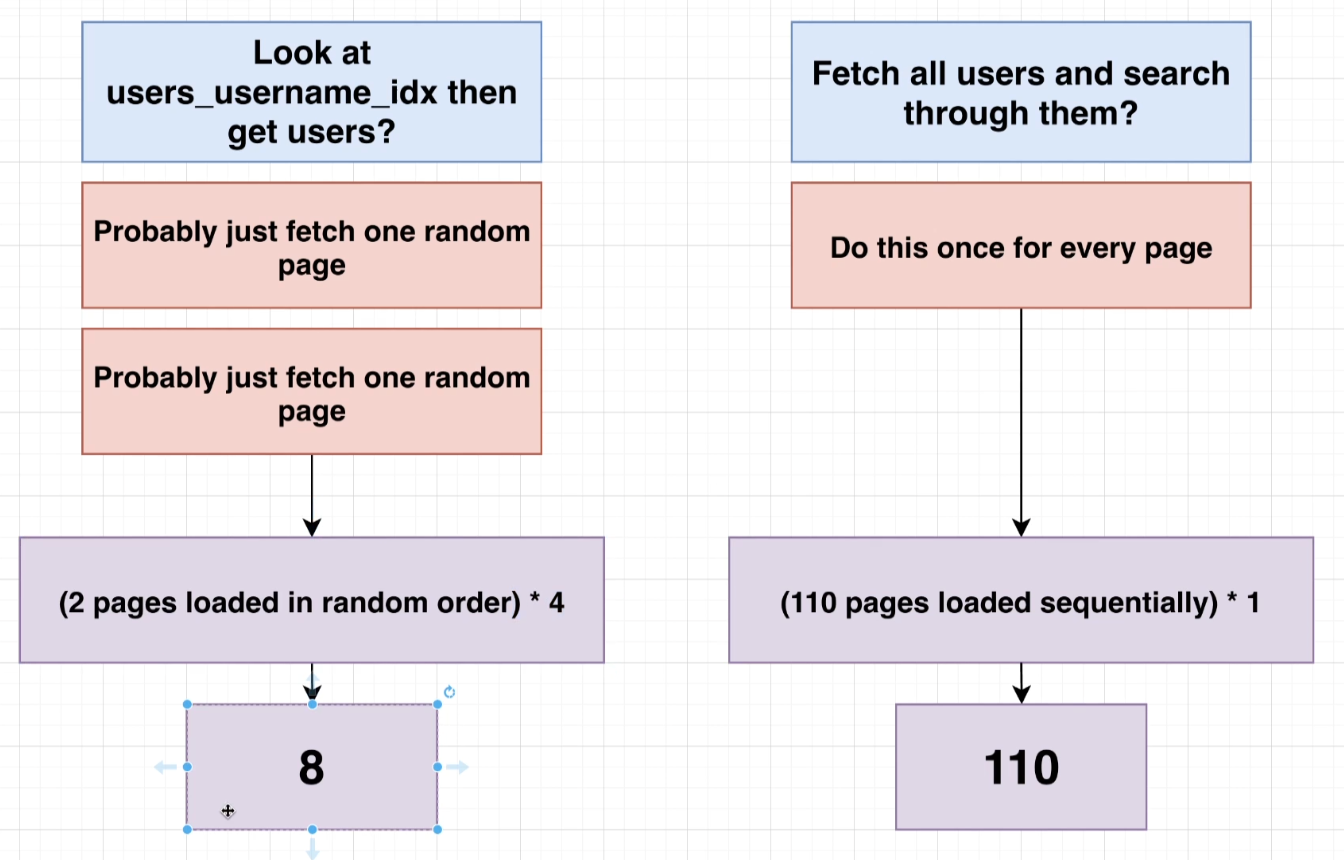 Look at
users_username_idx then
get users?
Probably just fetch one random
page
Probably just fetch one random
page
(2 pages loaded in random order) * 4
8
Fetch all users and search
through them?
Do this once for every page
(110 pages loaded sequentially) * 1
110